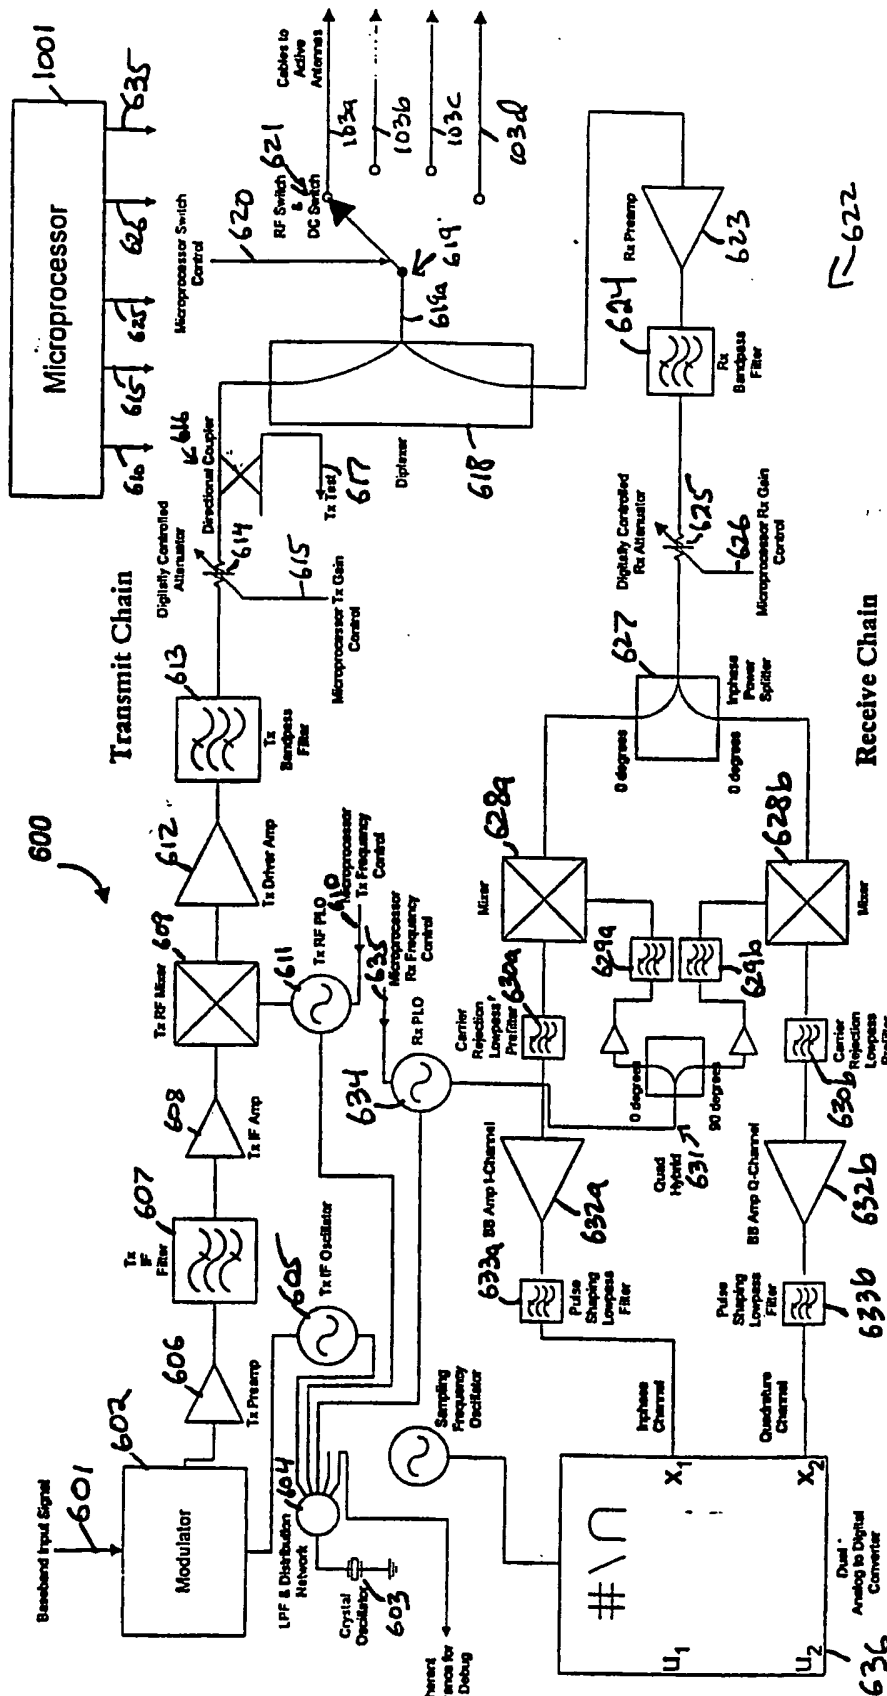 600
Transmit Chain
Microprocessor
1001
610
615
625
626
635
Baseband Input Signal
601
602
Modulator
606
Tx Preamp
607
Tx
IF
Filter
608
Tx IF Amp
609
Tx RF Mixer
612
Tx Driver Amp
613
Tx
Bandpass
Filter
Digitally Controlled
Attenuator
614
615
Microprocessor Tx Gain
Control
Directional Coupler
616
Tx Test
617
Diplexer
618
Microprocessor Switch
Control
620
RF Switch
&
DC Switch
621
619
619a
Cables to
Active
Antennas
103a
103b
103c
103d
605
Tx IF Oscillator
611
Tx RF PLO
610
Microprocessor
Tx Frequency
Control
635
Microprocessor
Rx Frequency
Control
Rx PLO
634
LPF & Distribution
Network
604
Crystal
Oscillator
603
Debug
Sampling
Frequency
Oscillator
622
Rx Preamp
623
624
Rx
Bandpass
Filter
Digitally Controlled
Rx Attenuator
625
626
Microprocessor Rx Gain
Control
627
Inphase
Power
Splitter
0 degrees
0 degrees
Mixer
628a
628b
Mixer
629a
629b
Carrier
Rejection
Lowpass
Prefilter
630a
630b
Carrier
Rejection
Lowpass
0 degrees
90 degrees
Quad
Hybrid
631
BB Amp I-Channel
632a
BB Amp Q-Channel
632b
633a
Pulse
Shaping Lowpass
Filter
Pulse
Shaping Lowpass
Filter
633b
Inphase
Channel
Quadrature
Channel
X1
X2
#\∩
U1
U2
Dual
Analog to Digital
Converter
636
Receive Chain